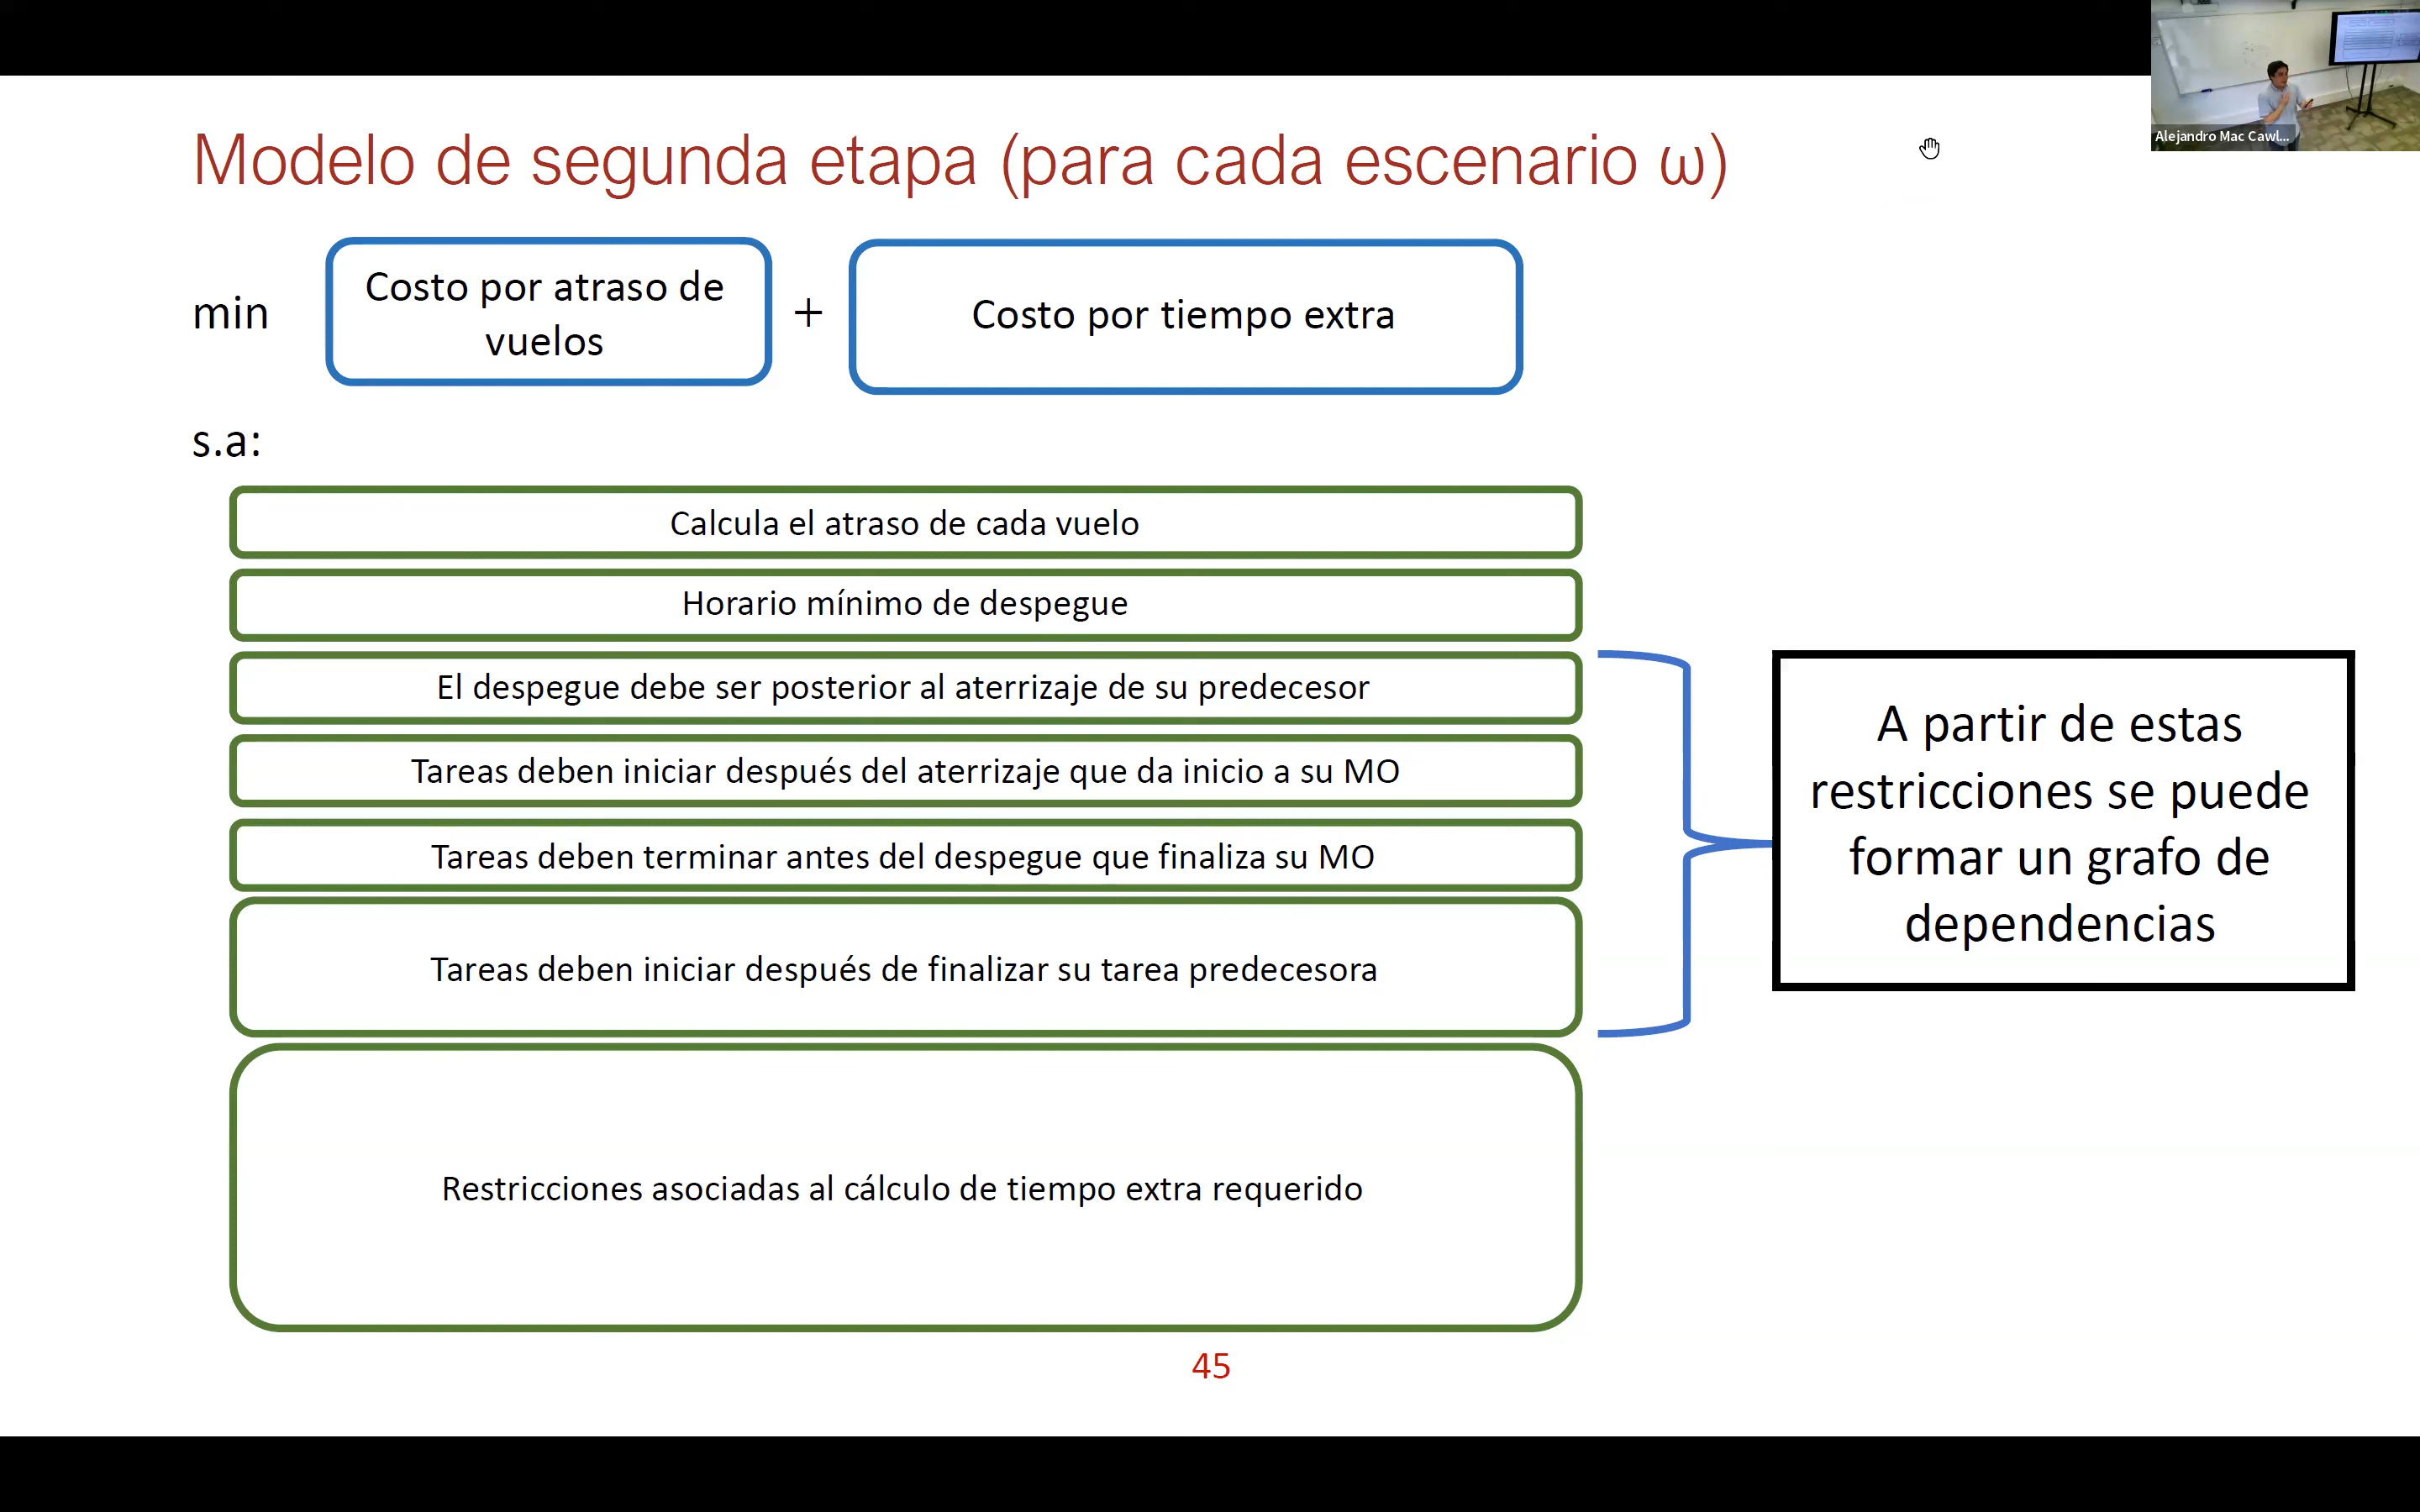 Alejandro Mac Cawl...
Modelo de segunda etapa (para cada escenario ω)
min
Costo por atraso de
vuelos
+
Costo por tiempo extra
s.a:
Calcula el atraso de cada vuelo
Horario mínimo de despegue
El despegue debe ser posterior al aterrizaje de su predecesor
Tareas deben iniciar después del aterrizaje que da inicio a su MO
Tareas deben terminar antes del despegue que finaliza su MO
Tareas deben iniciar después de finalizar su tarea predecesora
Restricciones asociadas al cálculo de tiempo extra requerido
A partir de estas
restricciones se puede
formar un grafo de
dependencias
45